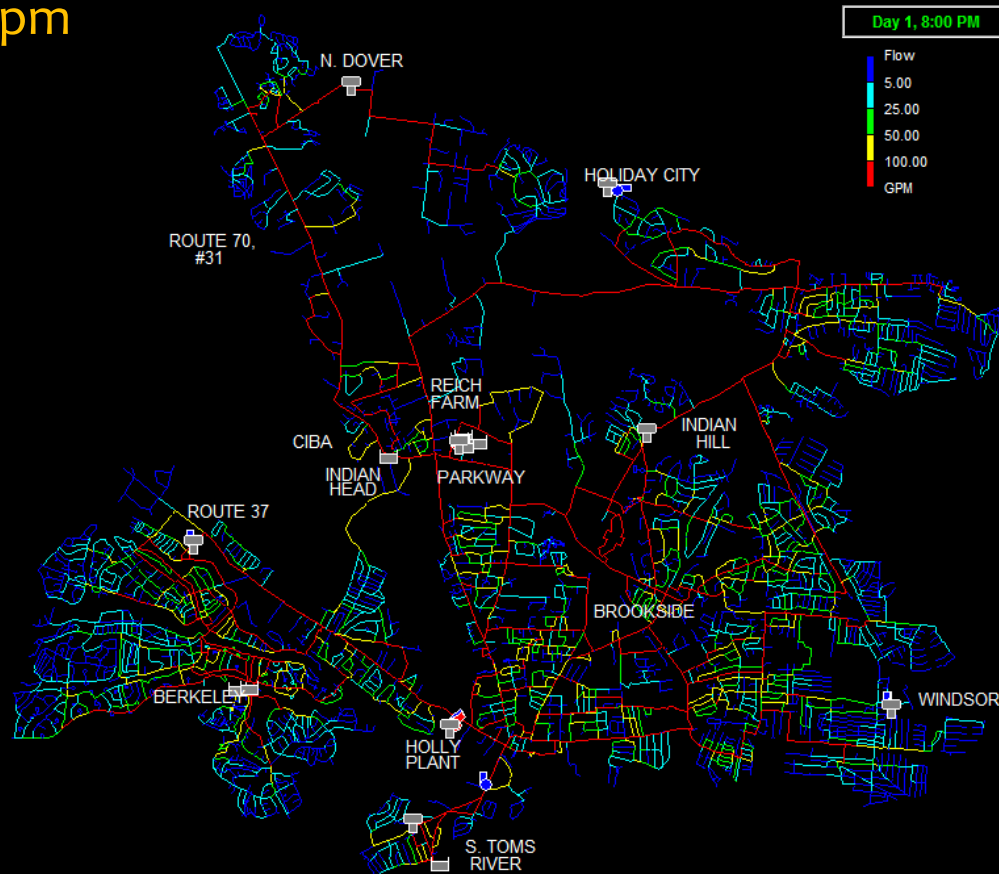 pm
Day 1, 8:00 PM
Flow
5.00
25.00
50.00
100.00
GPM
N. DOVER
HOLIDAY CITY
ROUTE 70,
#31
REICH
FARM
CIBA
INDIAN
HEAD
PARKWAY
INDIAN
HILL
ROUTE 37
BROOKSIDE
BERKELEY
WINDSOR
HOLLY
PLANT
S. TOMS
RIVER